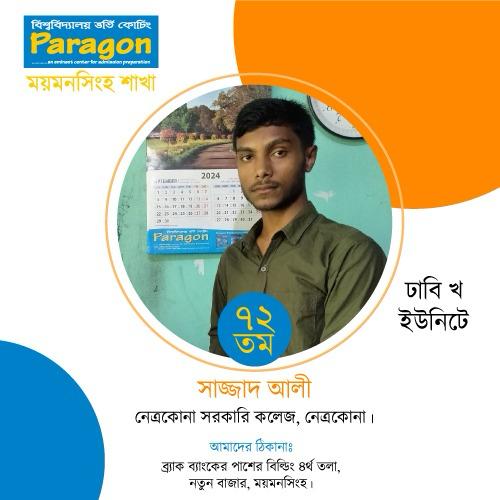 বিশ্ববিদ্যালয় ভর্তি কোচিং
Paragon
an eminent center for admission preparation
ময়মনসিংহ শাখা
2024
Paragon
ঢাবি খ
ইউনিটে
৭২
তম
সাজ্জাদ আলী
নেত্রকোনা সরকারি কলেজ, নেত্রকোনা।
আমাদের ঠিকানাঃ
ব্র্যাক ব্যাংকের পাশের বিল্ডিং ৪র্থ তলা,
নতুন বাজার, ময়মনসিংহ।